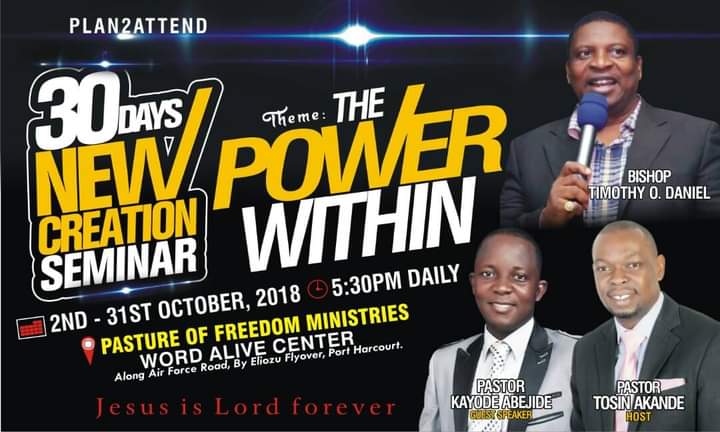 PLAN2ATTEND
30 DAYS
NEW
CREATION
SEMINAR
Theme: THE
POWER
WITHIN
BISHOP
TIMOTHY O. DANIEL
2ND - 31ST OCTOBER, 2018 5:30PM DAILY
PASTURE OF FREEDOM MINISTRIES
WORD ALIVE CENTER
Along Air Force Road, By Eliozu Flyover, Port Harcourt.
PASTOR
KAYODE ABEJIDE
GUEST SPEAKER
PASTOR
TOSIN AKANDE
HOST
Jesus is Lord forever